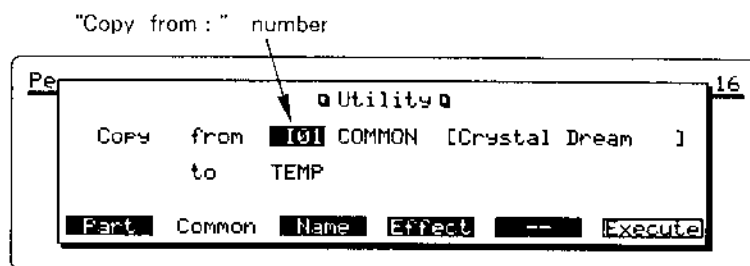 "Copy from : " number
Pe
16
Utility
Copy from I01 COMMON [Crystal Dream ]
to TEMP
Part Common Name Effect -- Execute